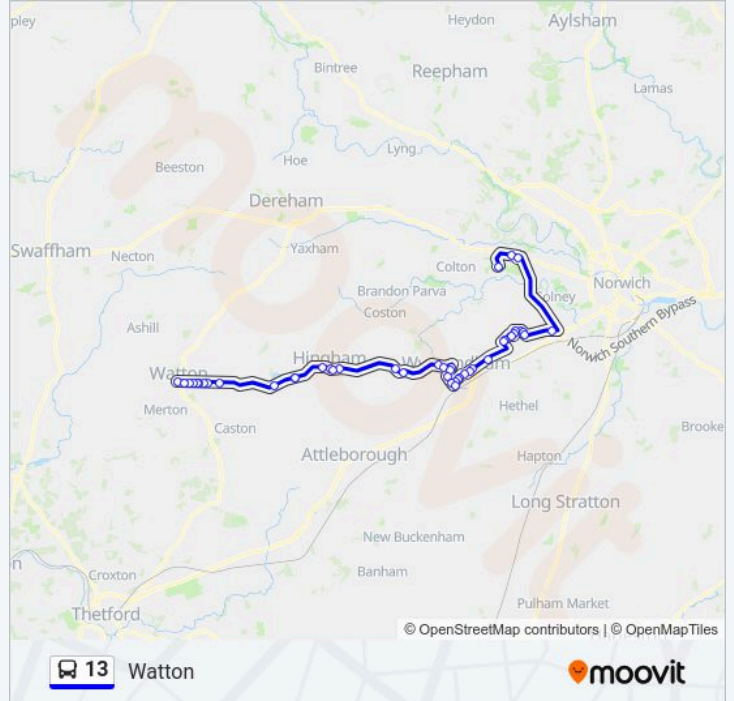 pley
Heydon
Aylsham
Bintree
Reepham
Lamas
Lyng
Hoe
Beeston
Dereham
Swaffham
Necton
Yaxham
Colton
Norwich
Brandon Parva
Colney
Coston
Ashill
Norwich Southern Bypass
Hingham
Wymondham
Watton
Merton
Hethel
Caston
Brooke
Attleborough
Hapton
Long Stratton
New Buckenham
n
Banham
Croxton
Pulham Market
Thetford
© OpenStreetMap contributors | © OpenMapTiles
13 Watton
moovit